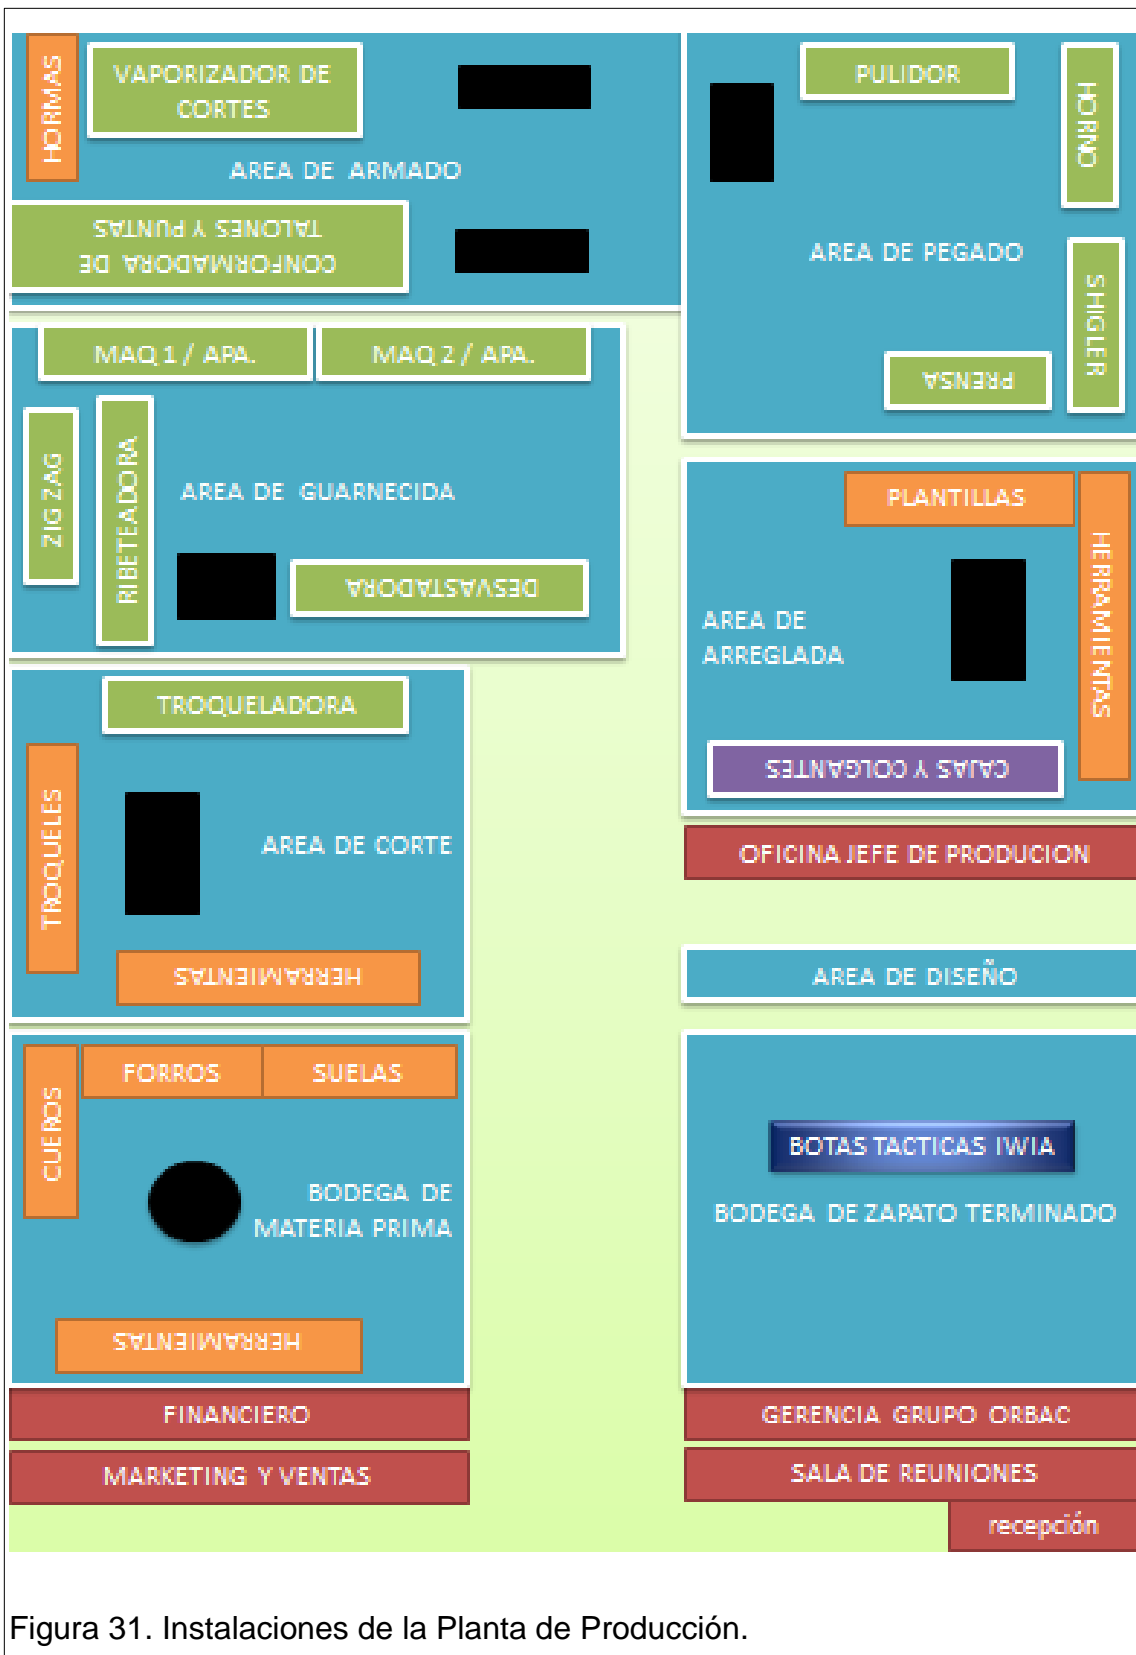 HORMAS
VAPORIZADOR DE
CORTES
AREA DE ARMADO
CONFORMADORA DE
TALONES Y PUNTAS
PULIDOR
HORNO
AREA DE PEGADO
SHIGLER
PRENSA
MAQ 1 / APA.
MAQ 2 / APA.
ZIG ZAG
RIBETEADORA
AREA DE GUARNECIDA
DESVASTADORA
PLANTILLAS
HERRAMIENTAS
AREA DE
ARREGLADA
CAJAS Y COLGANTES
TROQUELADORA
TROQUELES
AREA DE CORTE
HERRAMIENTAS
OFICINA JEFE DE PRODUCION
AREA DE DISEÑO
CUEROS
FORROS
SUELAS
BODEGA DE
MATERIA PRIMA
HERRAMIENTAS
BOTAS TACTICAS IWIA
BODEGA DE ZAPATO TERMINADO
FINANCIERO
MARKETING Y VENTAS
GERENCIA GRUPO ORBAC
SALA DE REUNIONES
recepción
Figura 31. Instalaciones de la Planta de Producción.